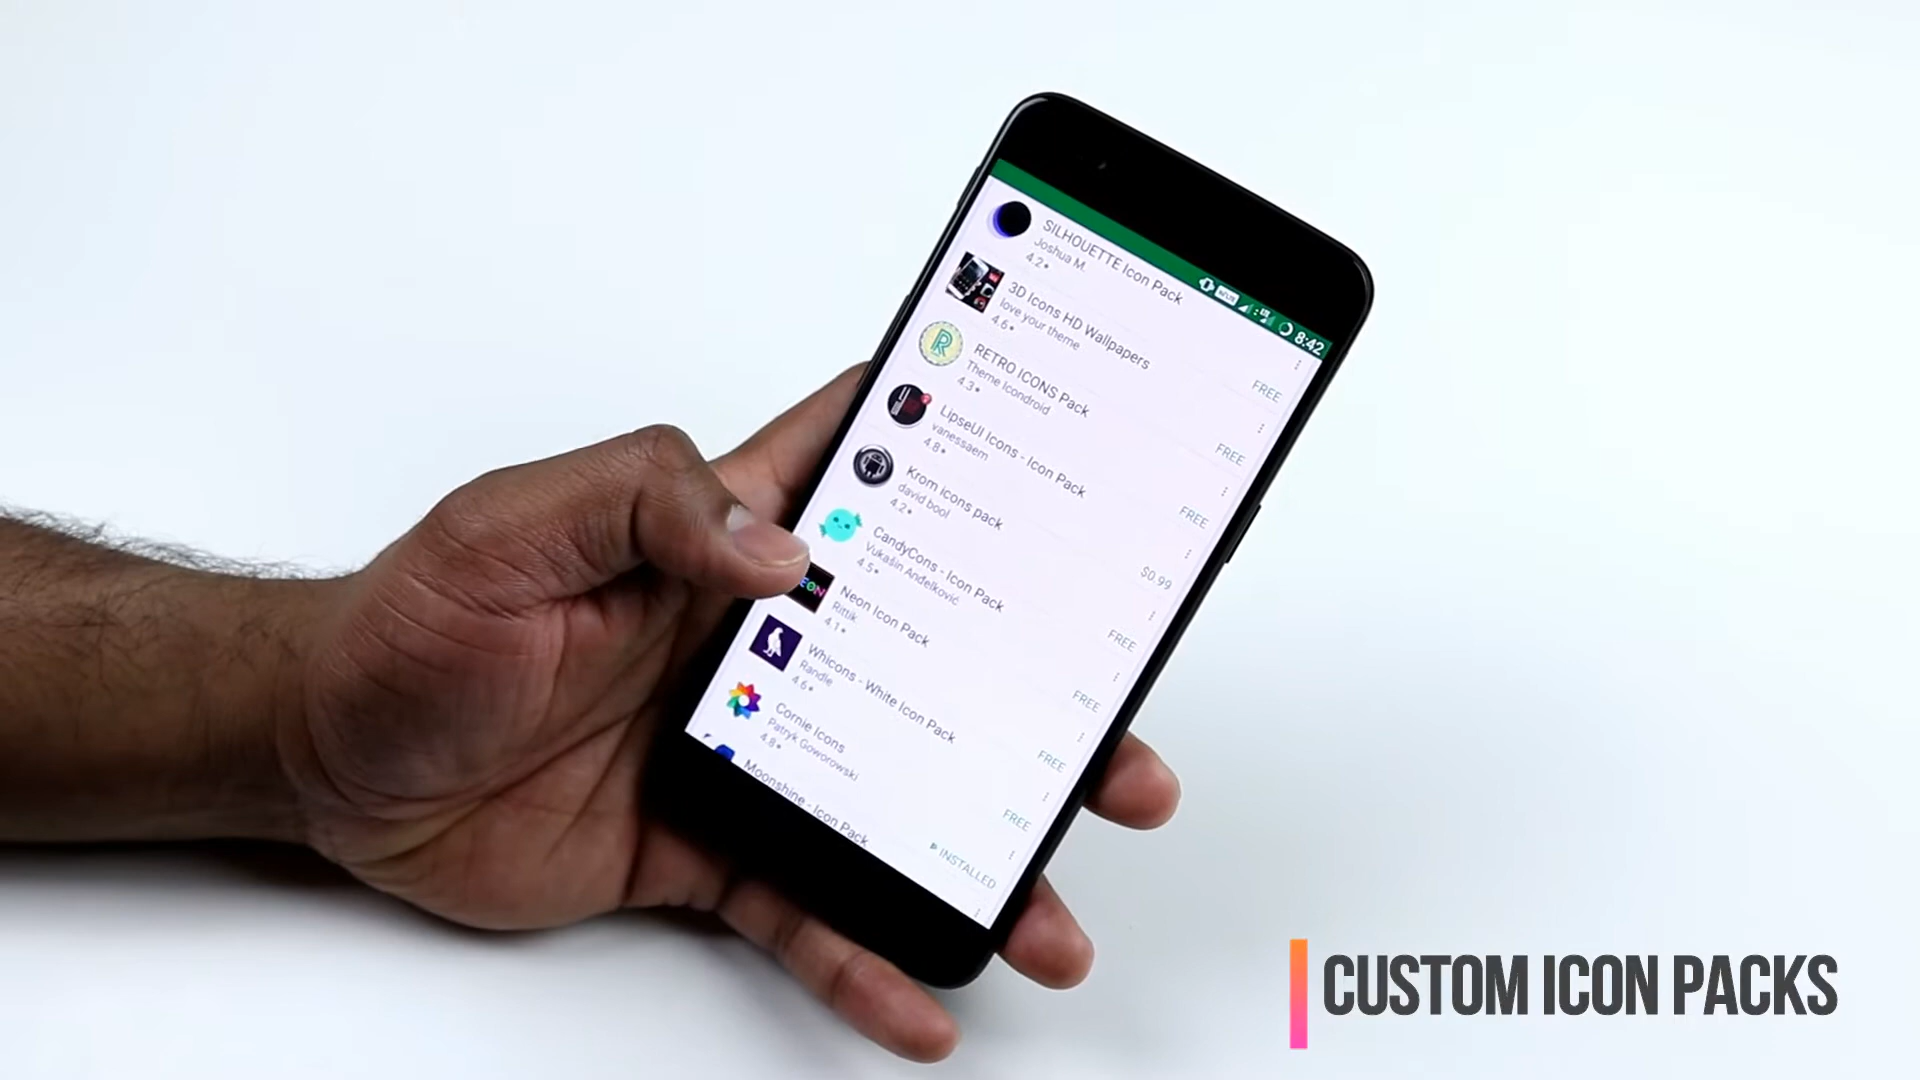 8:42
SILHOUETTE Icon Pack
Joshua M.
4.2★
FREE
3D Icons HD Wallpapers
love your theme
4.6★
FREE
RETRO ICONS Pack
Theme Icondroid
4.3★
FREE
LipseUI Icons - Icon Pack
vanessaem
4.8★
$0.99
Krom icons pack
david bool
4.2★
FREE
CandyCons - Icon Pack
Vukašin Anđelković
4.5★
FREE
Neon Icon Pack
Rittik
4.1★
FREE
Whicons - White Icon Pack
Randle
4.6★
FREE
Cornie Icons
Patryk Goworowski
4.8★
INSTALLED
Moonshine - Icon Pack
CUSTOM ICON PACKS